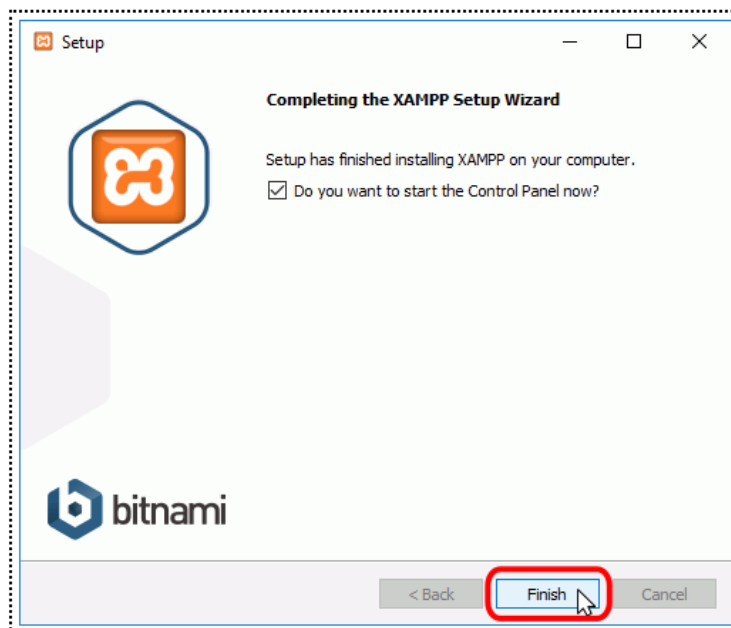 Setup
Completing the XAMPP Setup Wizard
Setup has finished installing XAMPP on your computer.
Do you want to start the Control Panel now?
bitnami
< Back
Finish
Cancel